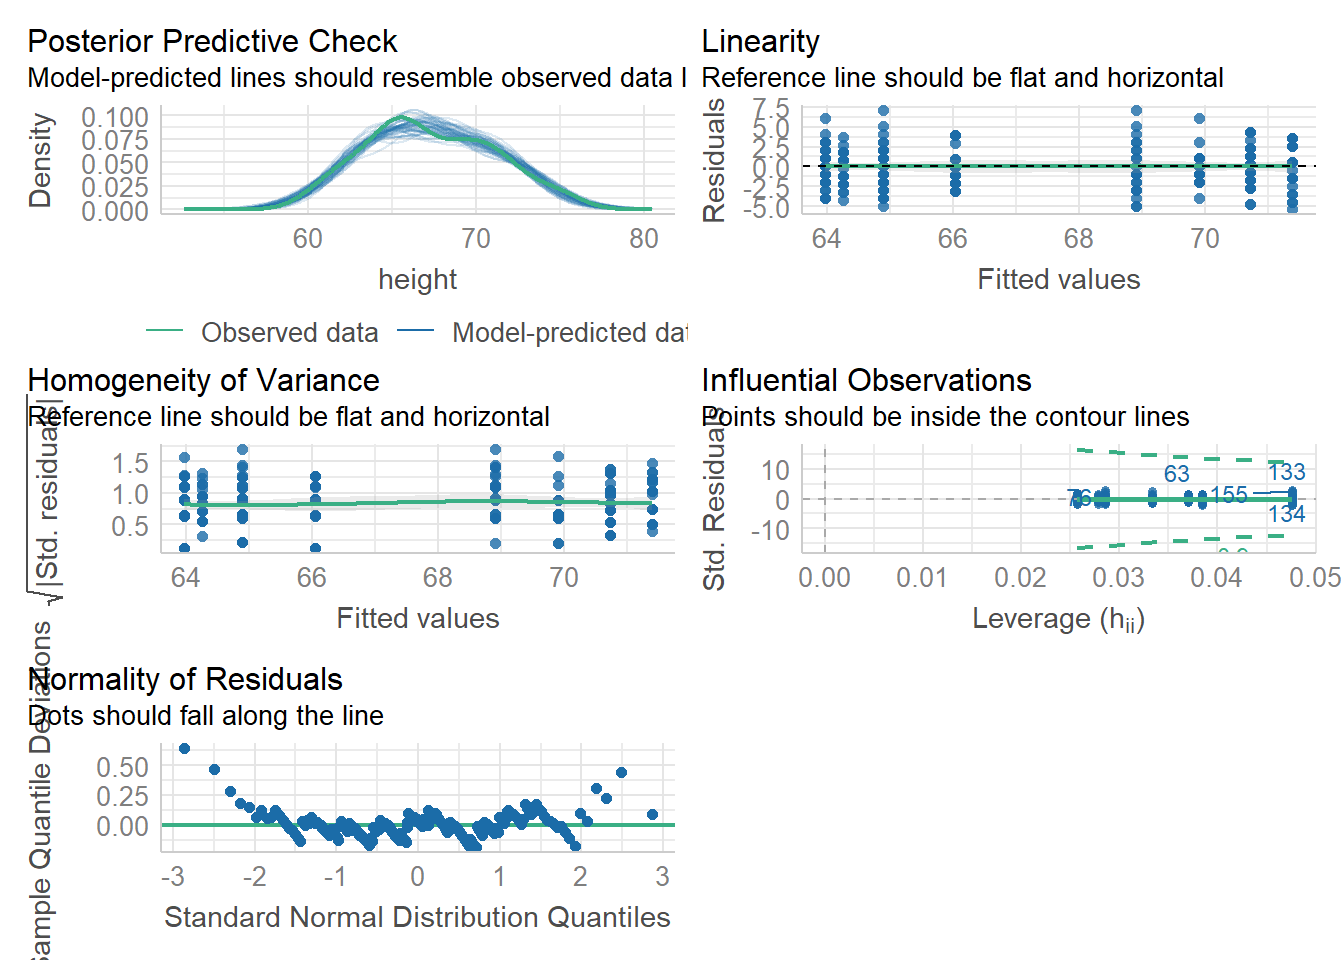 Posterior Predictive Check
Model-predicted lines should resemble observed data l
Density
0.100
0.075
0.050
0.025
0.000
60 70 80
height
Observed data Model-predicted dat
Linearity
Reference line should be flat and horizontal
Residuals
7.5
5.0
2.5
0.0
-2.5
-5.0
64 66 68 70
Fitted values
Homogeneity of Variance
Reference line should be flat and horizontal
√|Std. residuals|
1.5
1.0
0.5
64 66 68 70
Fitted values
Influential Observations
Points should be inside the contour lines
Std. Residuals
10
0
-10
63
133
155
134
0.00 0.01 0.02 0.03 0.04 0.05
Leverage (hii)
Normality of Residuals
Dots should fall along the line
Sample Quantile Deviations
0.50
0.25
0.00
-3 -2 -1 0 1 2 3
Standard Normal Distribution Quantiles